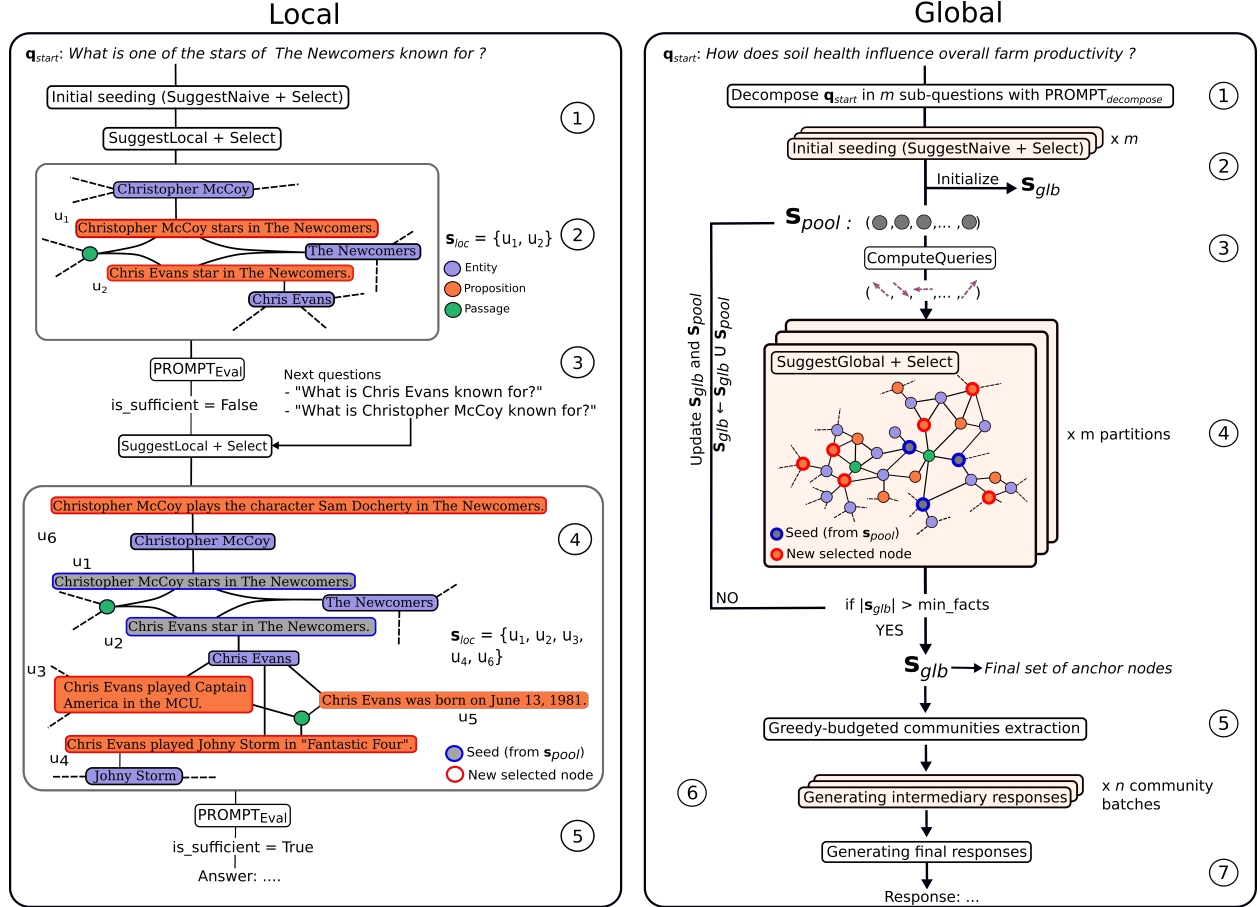 Local
q_start: What is one of the stars of The Newcomers known for ?
Initial seeding (SuggestNaive + Select)
1
SuggestLocal + Select
Christopher McCoy
u1
Christopher McCoy stars in The Newcomers.
The Newcomers
Chris Evans star in The Newcomers.
u2
Chris Evans
s_loc = {u1, u2}
2
Entity
Proposition
Passage
PROMPT_Eval
3
is_sufficient = False
Next questions
- "What is Chris Evans known for?"
- "What is Christopher McCoy known for?"
SuggestLocal + Select
Christopher McCoy plays the character Sam Docherty in The Newcomers.
u6
Christopher McCoy
4
u1
Christopher McCoy stars in The Newcomers.
The Newcomers
Chris Evans star in The Newcomers.
u2
s_loc = {u1, u2, u3,
u4, u6}
Chris Evans
u3
Chris Evans played Captain
America in the MCU.
Chris Evans was born on June 13, 1981.
u5
Chris Evans played Johny Storm in "Fantastic Four".
u4
Johny Storm
Seed (from s_pool)
New selected node
PROMPT_Eval
5
is_sufficient = True
Answer: ....
Global
q_start: How does soil health influence overall farm productivity ?
Decompose q_start in m sub-questions with PROMPT_decompose
1
Initial seeding (SuggestNaive + Select)
x m
2
Initialize
s_glb
s_pool : ( , , ,... , )
3
ComputeQueries
( , , , ... , )
Update s_glb and s_pool
s_glb ← s_glb ∪ s_pool
SuggestGlobal + Select
x m partitions
4
Seed (from s_pool)
New selected node
NO
if |s_glb| > min_facts
YES
s_glb
Final set of anchor nodes
Greedy-budgeted communities extraction
5
6
Generating intermediary responses
x n community
batches
Generating final responses
7
Response: ...